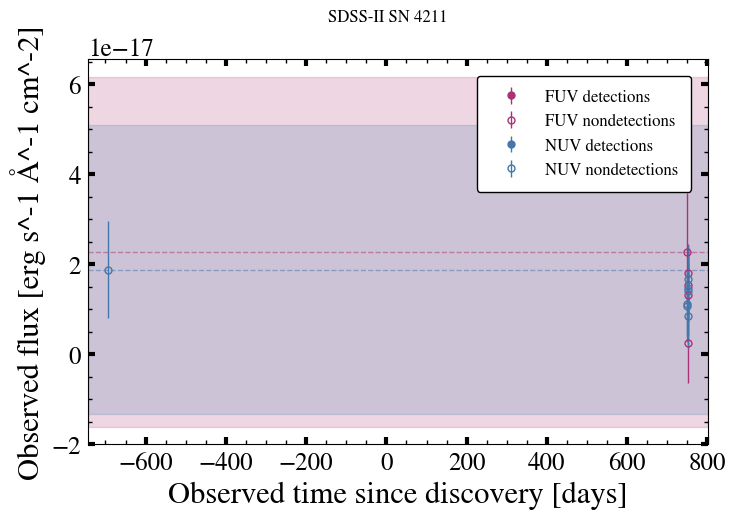 SDSS-II SN 4211
1e−17
6
4
2
0
−2
Observed flux [erg s^-1 Å^-1 cm^-2]
FUV detections
FUV nondetections
NUV detections
NUV nondetections
−600 −400 −200 0 200 400 600 800
Observed time since discovery [days]